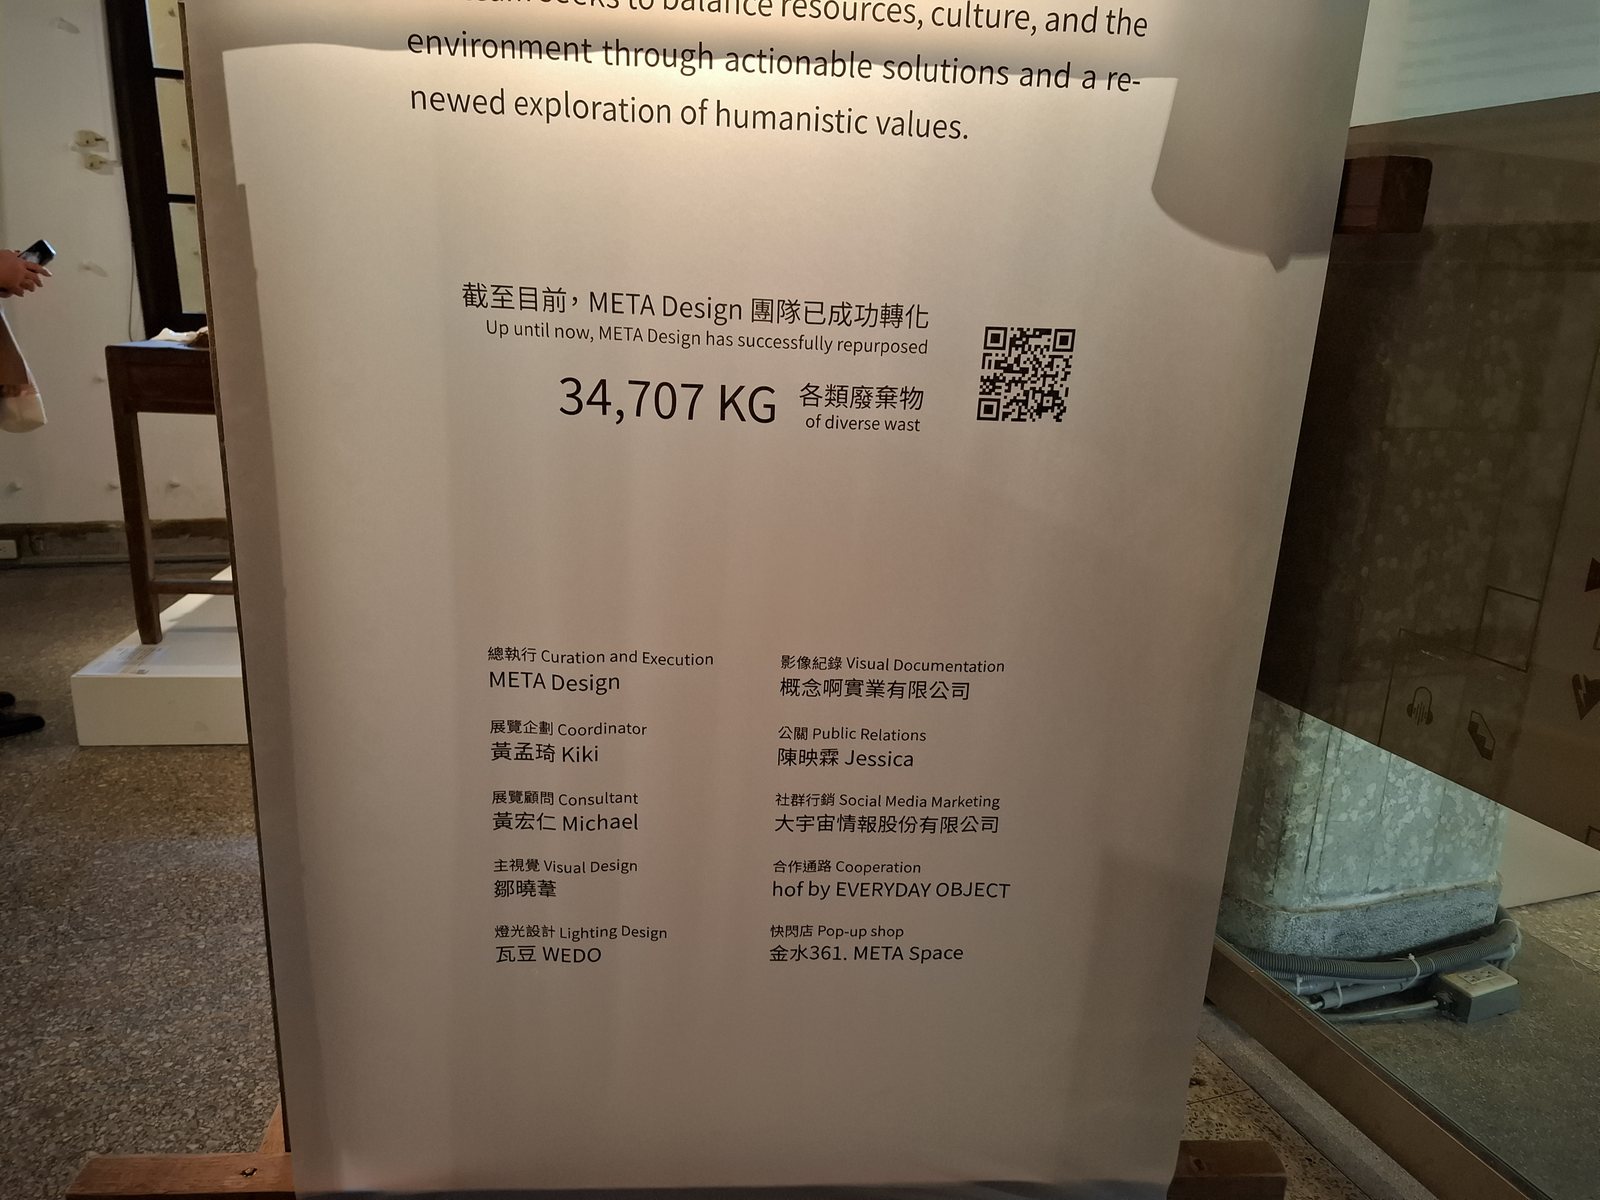 seeks to balance resources, culture, and the
environment through actionable solutions and a re-
newed exploration of humanistic values.
截至目前，META Design 團隊已成功轉化
Up until now, META Design has successfully repurposed
34,707 KG 各類廢棄物
of diverse wast
總執行 Curation and Execution
META Design
展覽企劃 Coordinator
黃孟琦 Kiki
展覽顧問 Consultant
黃宏仁 Michael
主視覺 Visual Design
鄒曉葦
燈光設計 Lighting Design
瓦豆 WEDO
影像紀錄 Visual Documentation
概念啊實業有限公司
公關 Public Relations
陳映霖 Jessica
社群行銷 Social Media Marketing
大宇宙情報股份有限公司
合作通路 Cooperation
hof by EVERYDAY OBJECT
快閃店 Pop-up shop
金水361. META Space